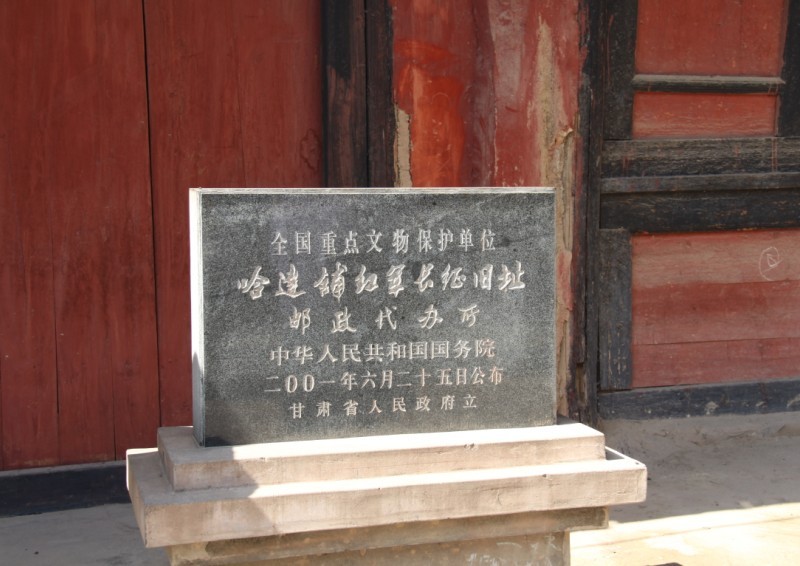 全国重点文物保护单位
哈达铺红军长征旧址
邮政代办所
中华人民共和国国务院
二〇〇一年六月二十五日公布
甘肃省人民政府立